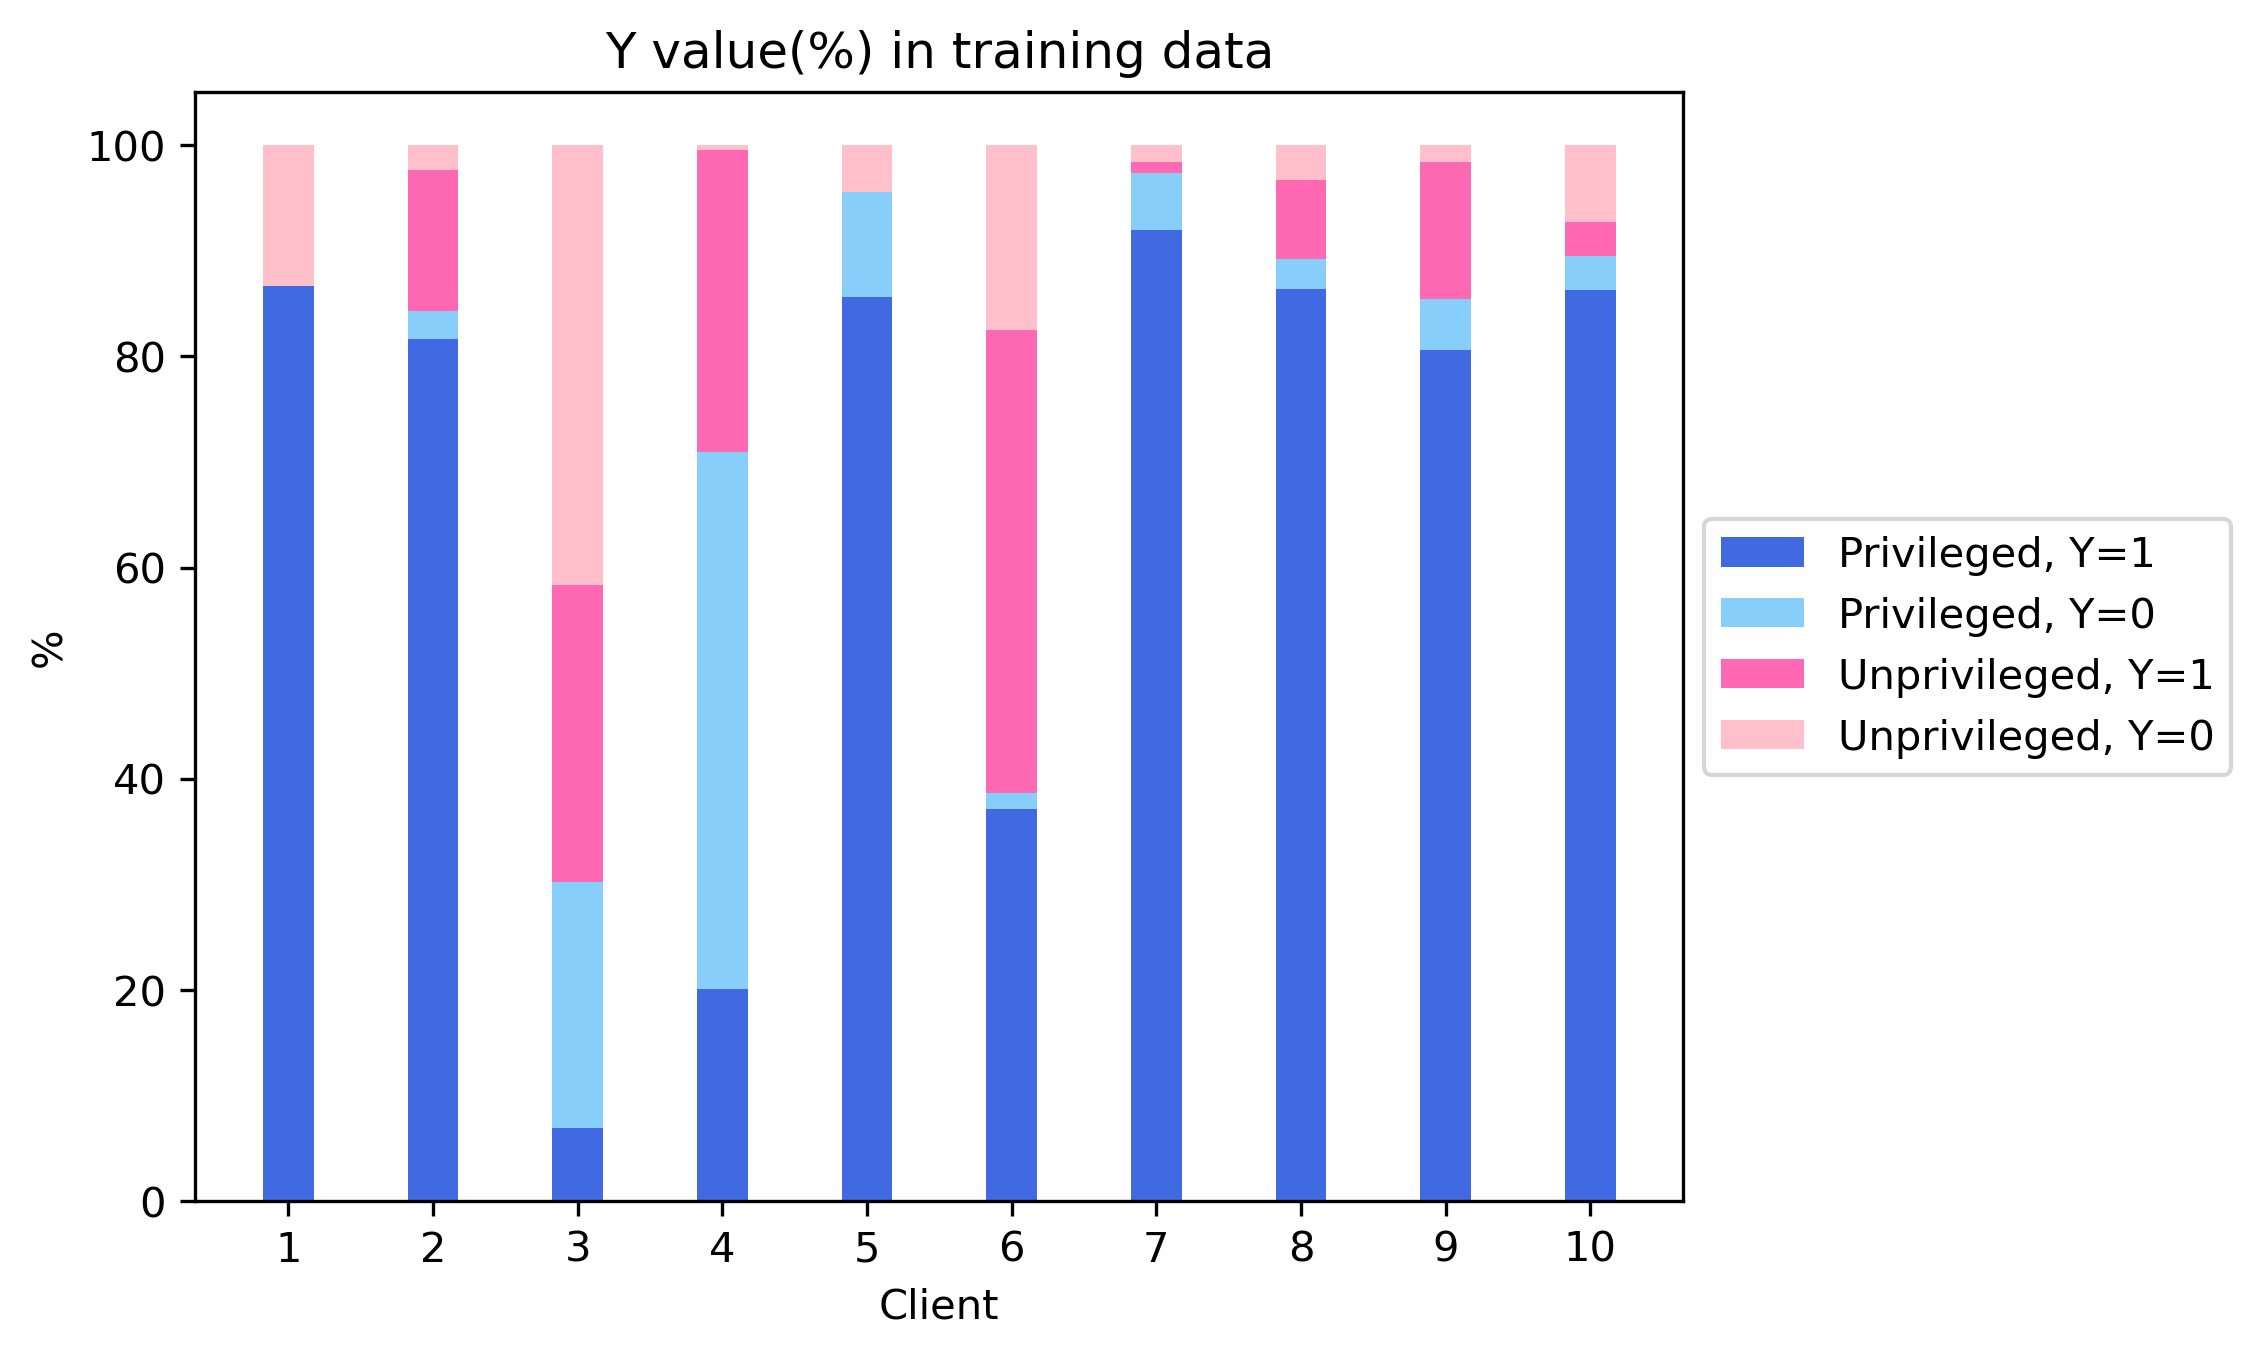 Y value(%) in training data
100
80
60
40
20
0
%
1 2 3 4 5 6 7 8 9 10
Client
Privileged, Y=1
Privileged, Y=0
Unprivileged, Y=1
Unprivileged, Y=0